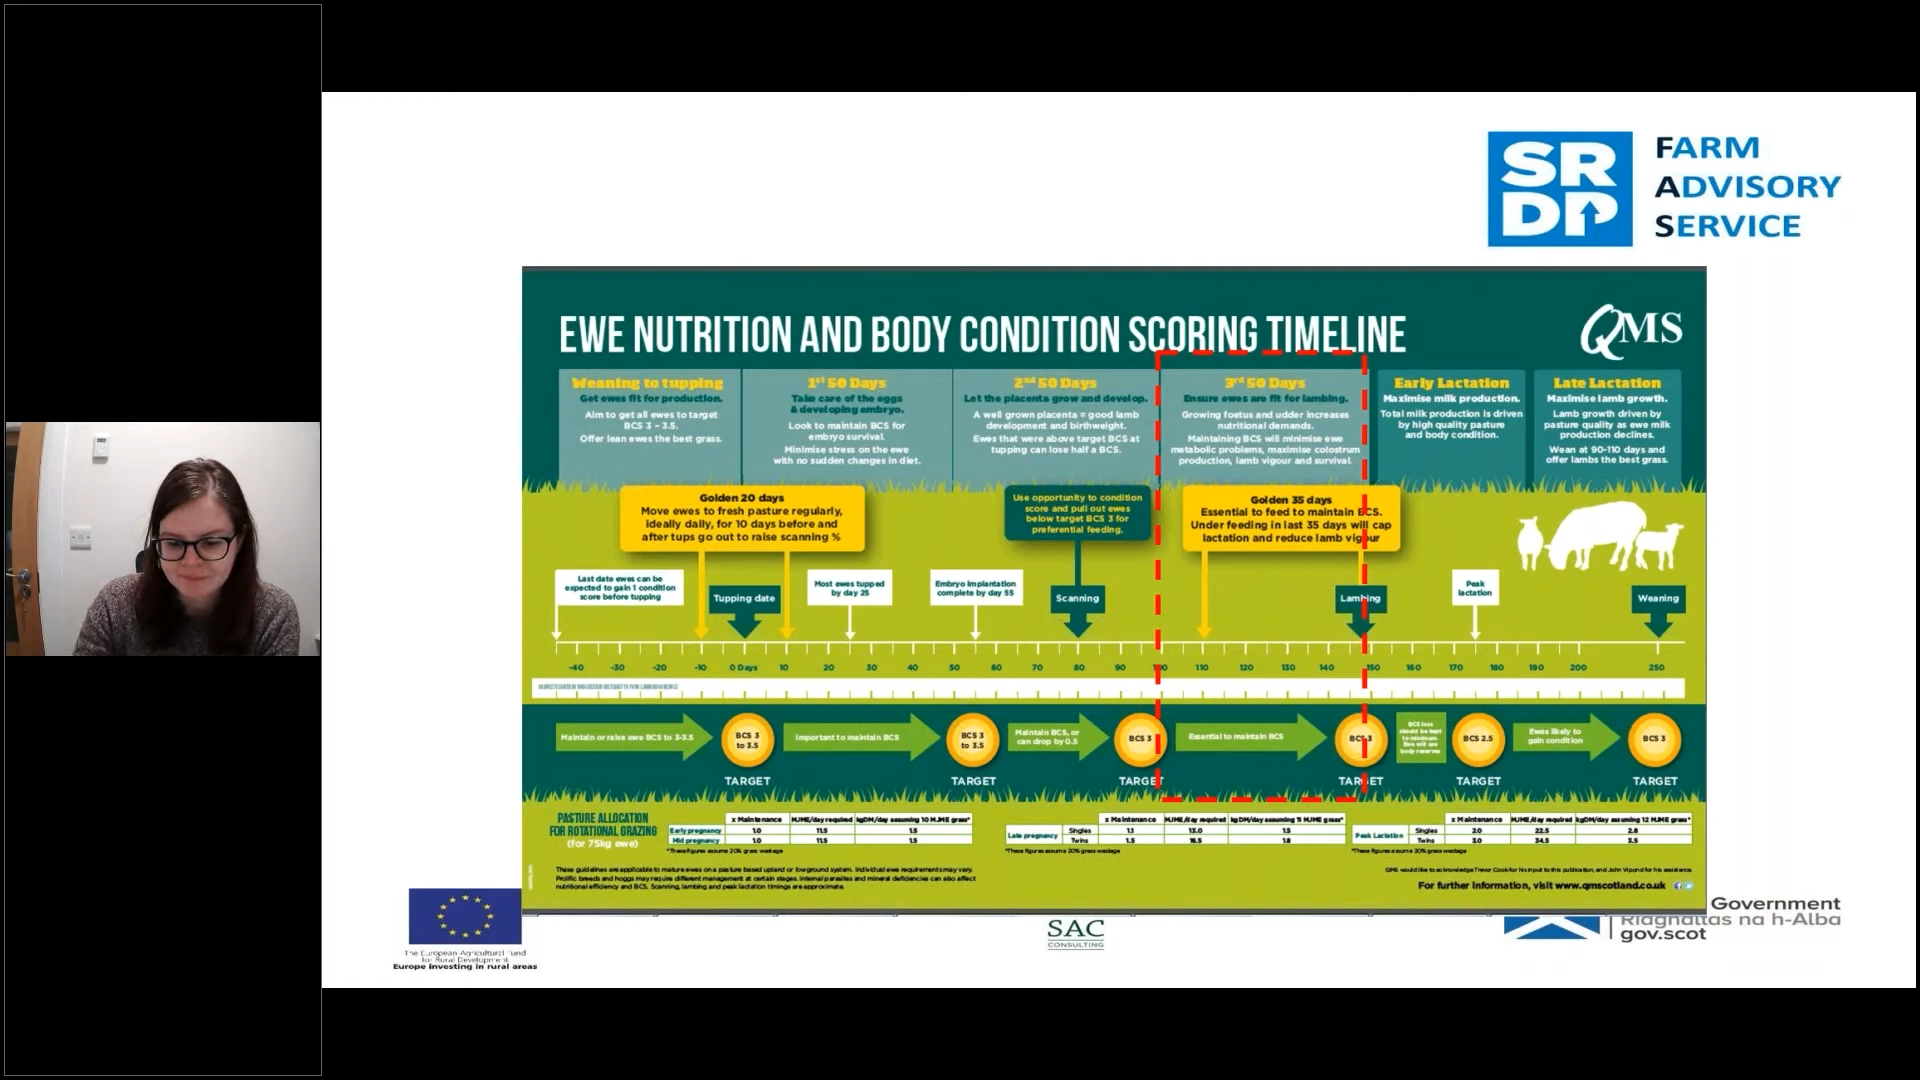 SR
DP
FARM
ADVISORY
SERVICE
EWE NUTRITION AND BODY CONDITION SCORING TIMELINE
QMS
Weaning to tupping
Get ewes fit for production.
Aim to get all ewes to target
BCS 3 – 3.5.
Offer lean ewes the best grass.
1st 50 Days
Take care of the eggs
& developing embryo.
Look to maintain BCS for
embryo survival.
Minimise stress on the ewe
with no sudden changes in diet.
2nd 50 Days
Let the placenta grow and develop.
A well grown placenta = good lamb
development and birthweight.
Ewes that were above target BCS at
tupping can lose half a BCS.
3rd 50 Days
Ensure ewes are fit for lambing.
Growing foetus and udder increases
nutritional demands.
Maintaining BCS will minimise ewe
metabolic problems, maximise colostrum
production, lamb vigour and survival.
Early Lactation
Maximise milk production.
Total milk production is driven
by high quality pasture
and body condition.
Late Lactation
Maximise lamb growth.
Lamb growth driven by
pasture quality as ewe milk
production declines.
Wean at 90-110 days and
offer lambs the best grass.
Golden 20 days
Move ewes to fresh pasture regularly,
ideally daily, for 10 days before and
after tups go out to raise scanning %
Use opportunity to condition
score and pull out ewes
below target BCS 3 for
preferential feeding.
Golden 35 days
Essential to feed to maintain BCS.
Under feeding in last 35 days will cap
lactation and reduce lamb vigour
Last date ewes can be
expected to gain 1 condition
score before tupping
Tupping date
Most ewes tupped
by day 25
Embryo implantation
complete by day 55
Scanning
Lambing
Peak
lactation
Weaning
-40 -30 -20 -10 0 Days 10 20 30 40 50 60 70 80 90 100 110 120 130 140 150 160 170 180 190 200 250
Maintain or raise ewe BCS to 3-3.5
BCS 3
to 3.5
TARGET
Important to maintain BCS
BCS 3
to 3.5
TARGET
Maintain BCS, or
can drop by 0.5
BCS 3
TARGET
Essential to maintain BCS
BCS 3
TARGET
BCS loss
should be kept
to minimum.
Ewe will use
body reserves
BCS 2.5
TARGET
Ewes likely to
gain condition
BCS 3
TARGET
PASTURE ALLOCATION
FOR ROTATIONAL GRAZING
(for 75kg ewe)
x Maintenance MJME/day required kgDM/day assuming 10 MJME grass*
Early pregnancy 1.0 11.5 1.5
Mid pregnancy 1.0 11.5 1.5
*These figures assume 20% grass wastage
x Maintenance MJME/day required kgDM/day assuming 11 MJME grass*
Late pregnancy
Singles 1.1 13.0 1.5
Twins 1.5 16.5 1.8
*These figures assume 20% grass wastage
x Maintenance MJME/day required kgDM/day assuming 12 MJME grass*
Peak Lactation
Singles 2.0 22.5 2.8
Twins 3.0 34.5 3.5
*These figures assume 20% grass wastage
These guidelines are applicable to mature ewes on a pasture based upland or lowground system. Individual ewe requirements may vary.
Prolific breeds and hoggs may require different management at certain stages. Internal parasites and mineral deficiencies can also affect
nutritional efficiency and BCS. Scanning, lambing and peak lactation timings are approximate.
QMS would like to acknowledge Trevor Cook for his input to this publication, and John Vipond for his assistance.
For further information, visit www.qmscotland.co.uk
The European Agricultural Fund
for Rural Development
Europe investing in rural areas
SAC
CONSULTING
Government
Riaghaltas na h-Alba
gov.scot